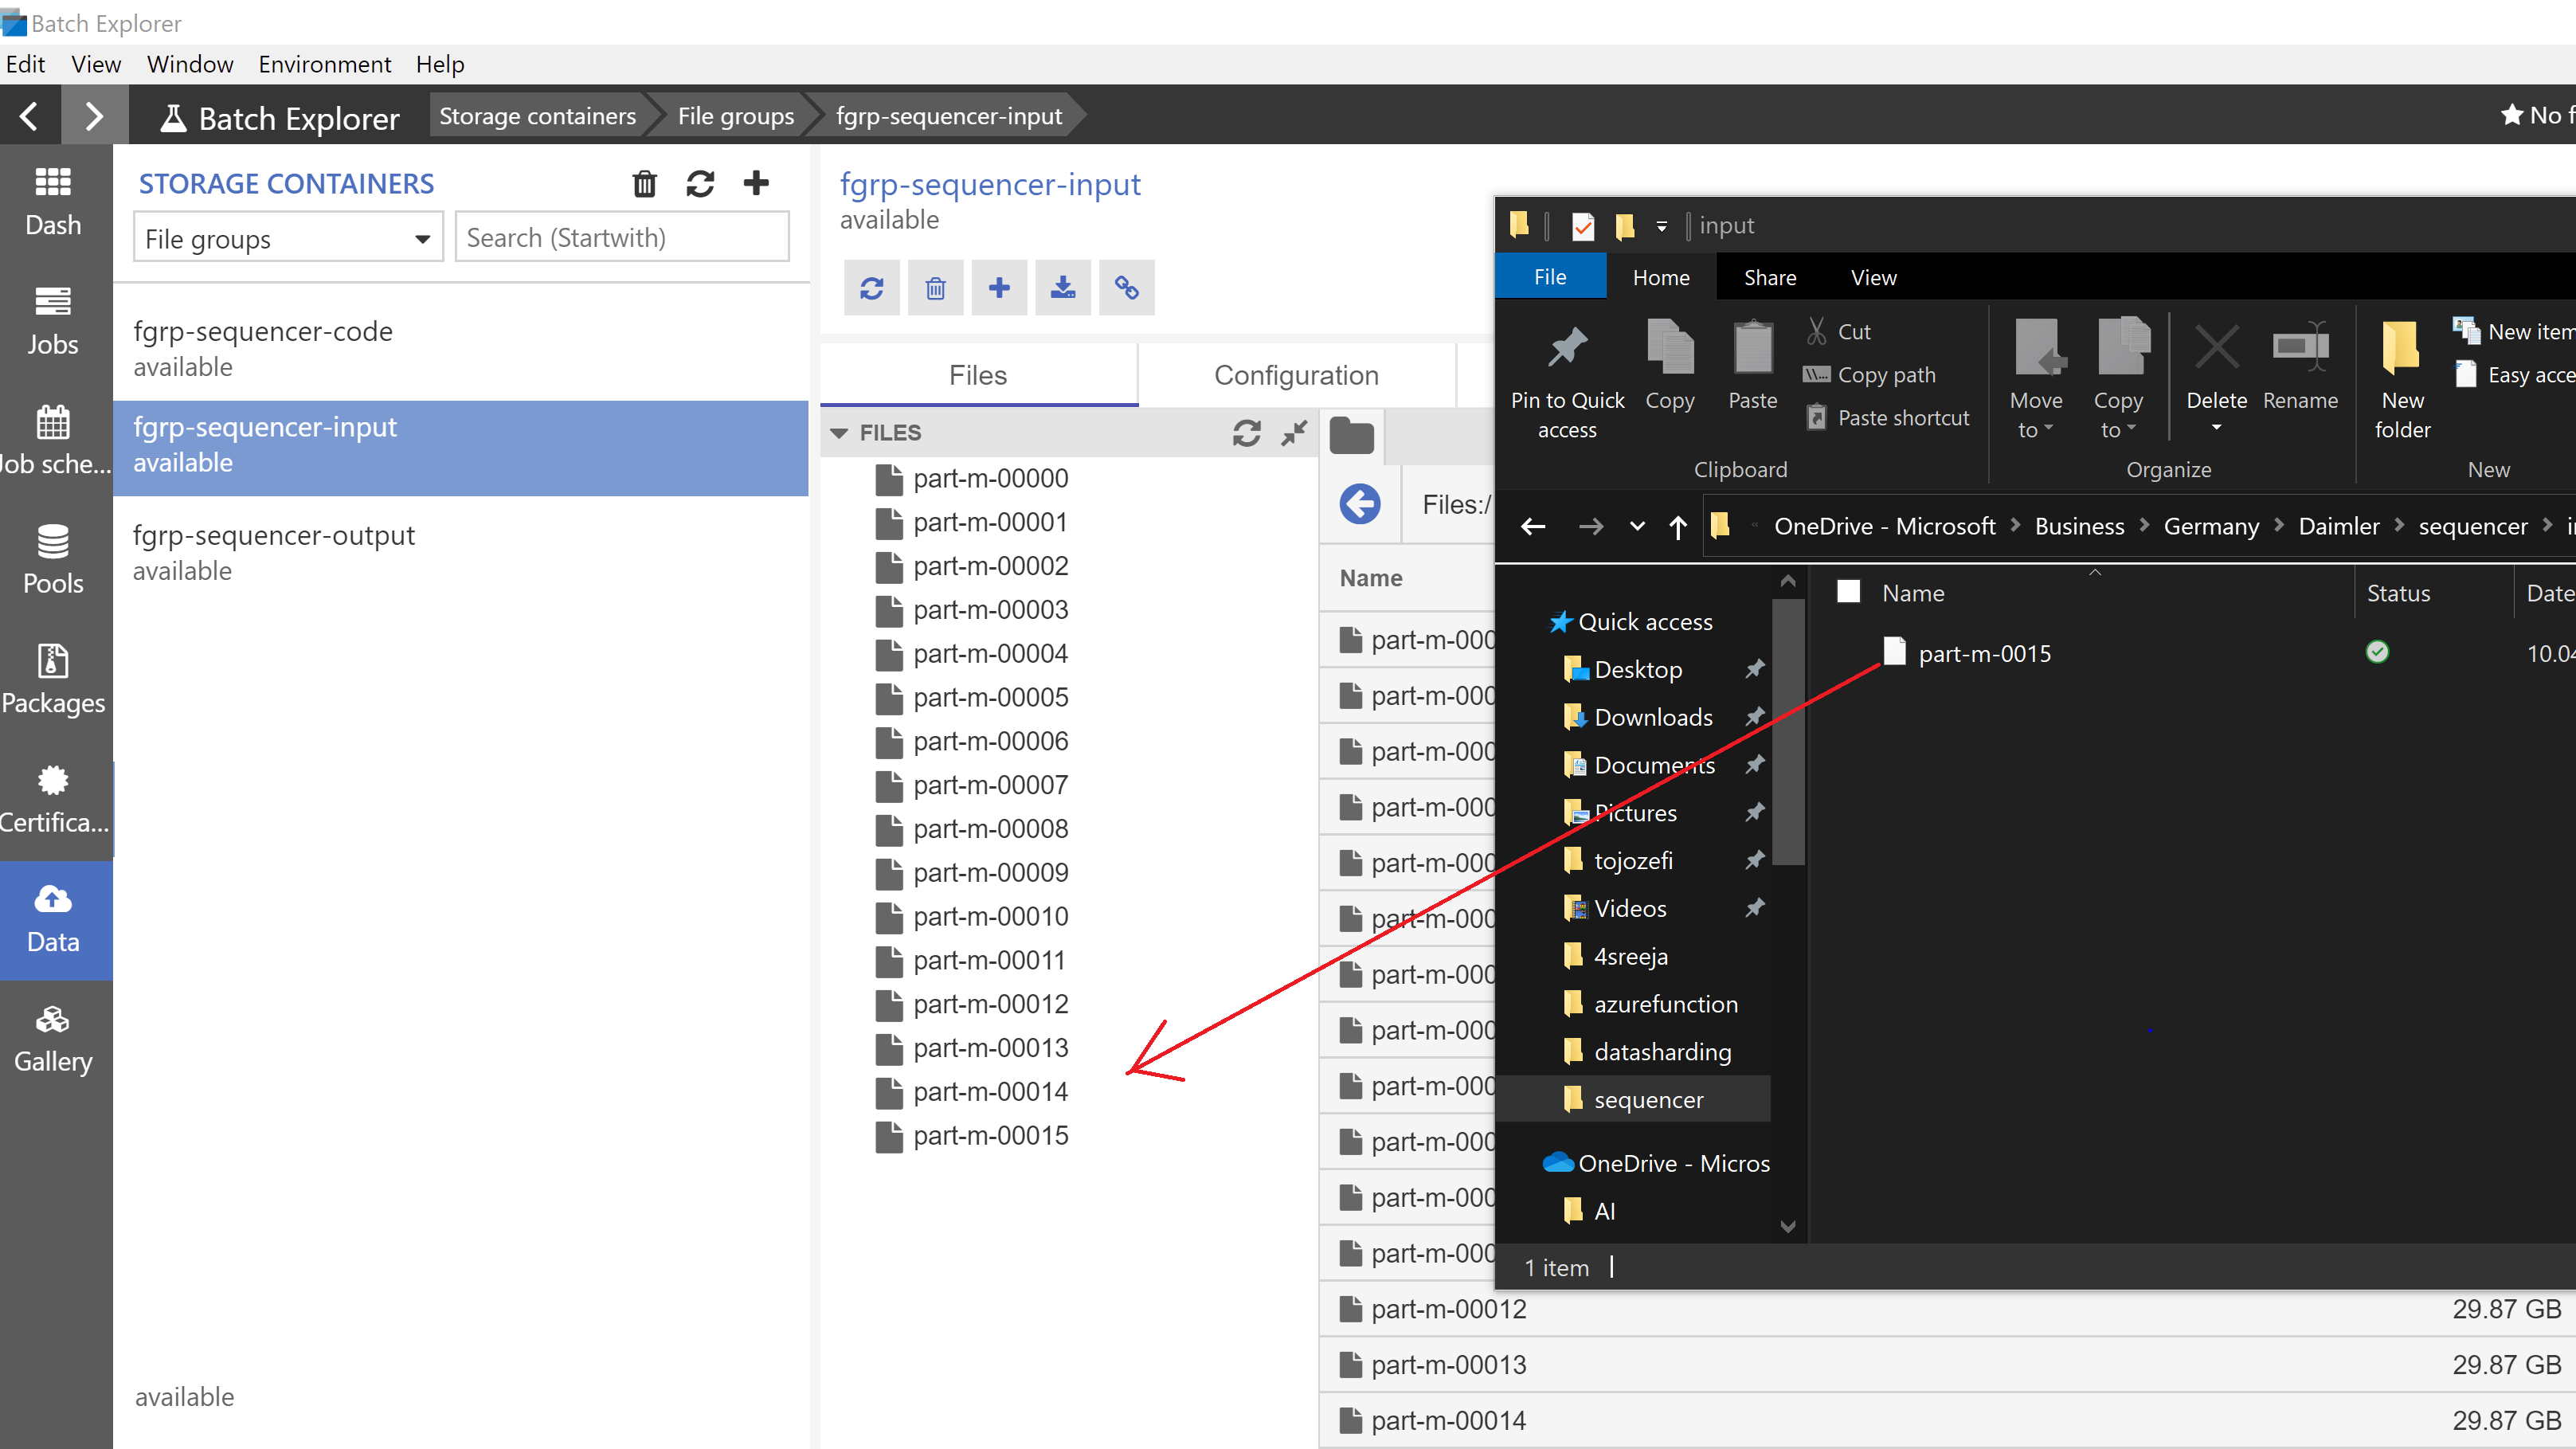 Batch Explorer
Edit View Window Environment Help
Batch Explorer Storage containers File groups fgrp-sequencer-input No f
Dash
Jobs
Job sche...
Pools
Packages
Certifica...
Data
Gallery
STORAGE CONTAINERS
File groups Search (Startwith)
fgrp-sequencer-code
available
fgrp-sequencer-input
available
fgrp-sequencer-output
available
available
fgrp-sequencer-input
available
Files Configuration
FILES
part-m-00000
part-m-00001
part-m-00002
part-m-00003
part-m-00004
part-m-00005
part-m-00006
part-m-00007
part-m-00008
part-m-00009
part-m-00010
part-m-00011
part-m-00012
part-m-00013
part-m-00014
part-m-00015
Files:/
Name
part-m-000
part-m-000
part-m-000
part-m-000
part-m-000
part-m-000
part-m-000
part-m-000
part-m-000
part-m-000
part-m-000
part-m-000
part-m-00012 29.87 GB
part-m-00013 29.87 GB
part-m-00014 29.87 GB
input
File Home Share View
Pin to Quick access
Copy
Paste
Cut
Copy path
Paste shortcut
Clipboard
Move to
Copy to
Delete
Rename
Organize
New folder
New item
Easy acce
New
OneDrive - Microsoft Business Germany Daimler sequencer
Quick access
Desktop
Downloads
Documents
Pictures
tojozefi
Videos
4sreeja
azurefunction
datasharding
sequencer
OneDrive - Micros
AI
Name Status Date
part-m-0015 10.04
1 item